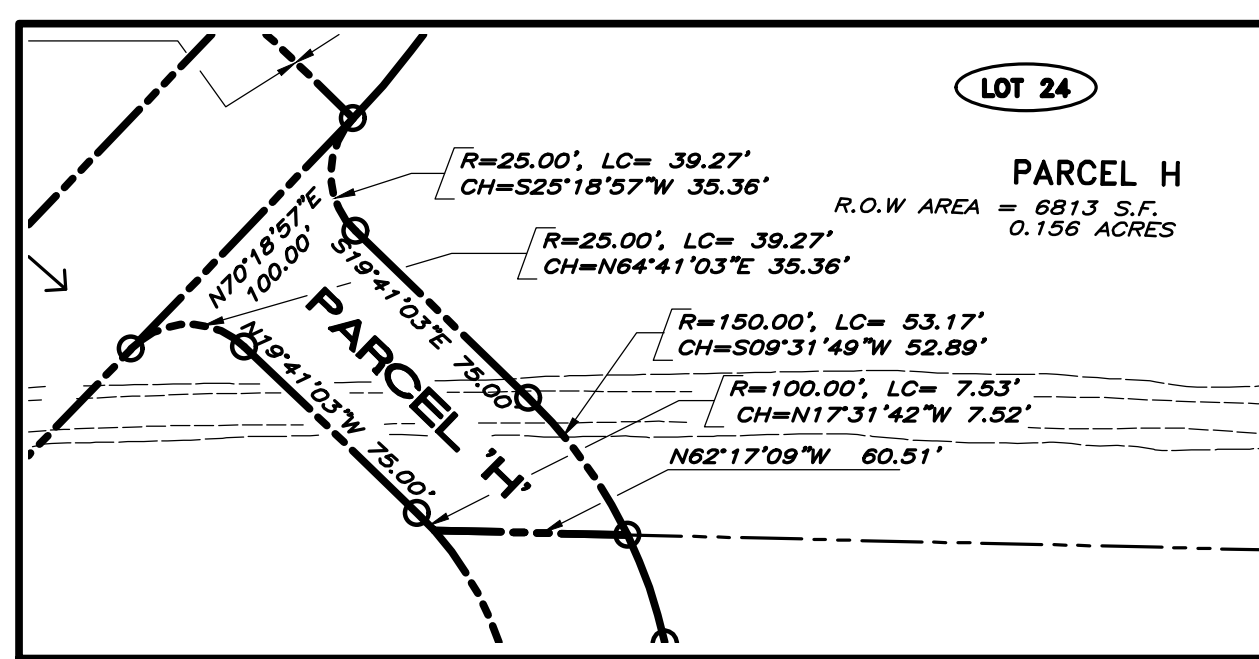 LOT 24
PARCEL H
R.O.W AREA = 6813 S.F.
0.156 ACRES
R=25.00', LC= 39.27'
CH=S25°18'57"W 35.36'
R=25.00', LC= 39.27'
CH=N64°41'03"E 35.36'
R=150.00', LC= 53.17'
CH=S09°31'49"W 52.89'
R=100.00', LC= 7.53'
CH=N17°31'42"W 7.52'
N62°17'09"W 60.51'
N70°18'57"E
100.00'
S19°41'03"E 75.00'
N19°41'03"W 75.00'
PARCEL 'H'